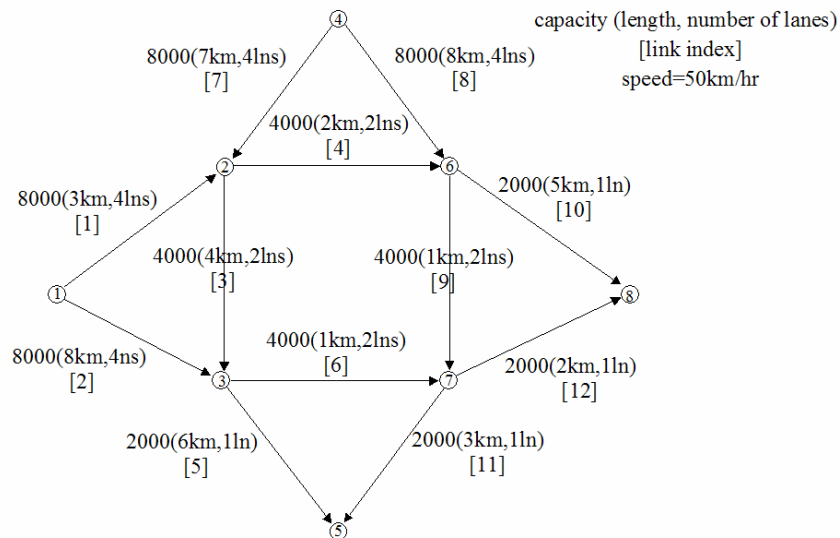 ④
capacity (length, number of lanes)
[link index]
speed=50km/hr
8000(7km,4lns)
[7]
8000(8km,4lns)
[8]
4000(2km,2lns)
[4]
②
⑥
2000(5km,1ln)
[10]
8000(3km,4lns)
[1]
4000(4km,2lns)
[3]
4000(1km,2lns)
[9]
①
⑧
4000(1km,2lns)
[6]
8000(8km,4ns)
[2]
2000(2km,1ln)
[12]
③
⑦
2000(6km,1ln)
[5]
2000(3km,1ln)
[11]
⑤